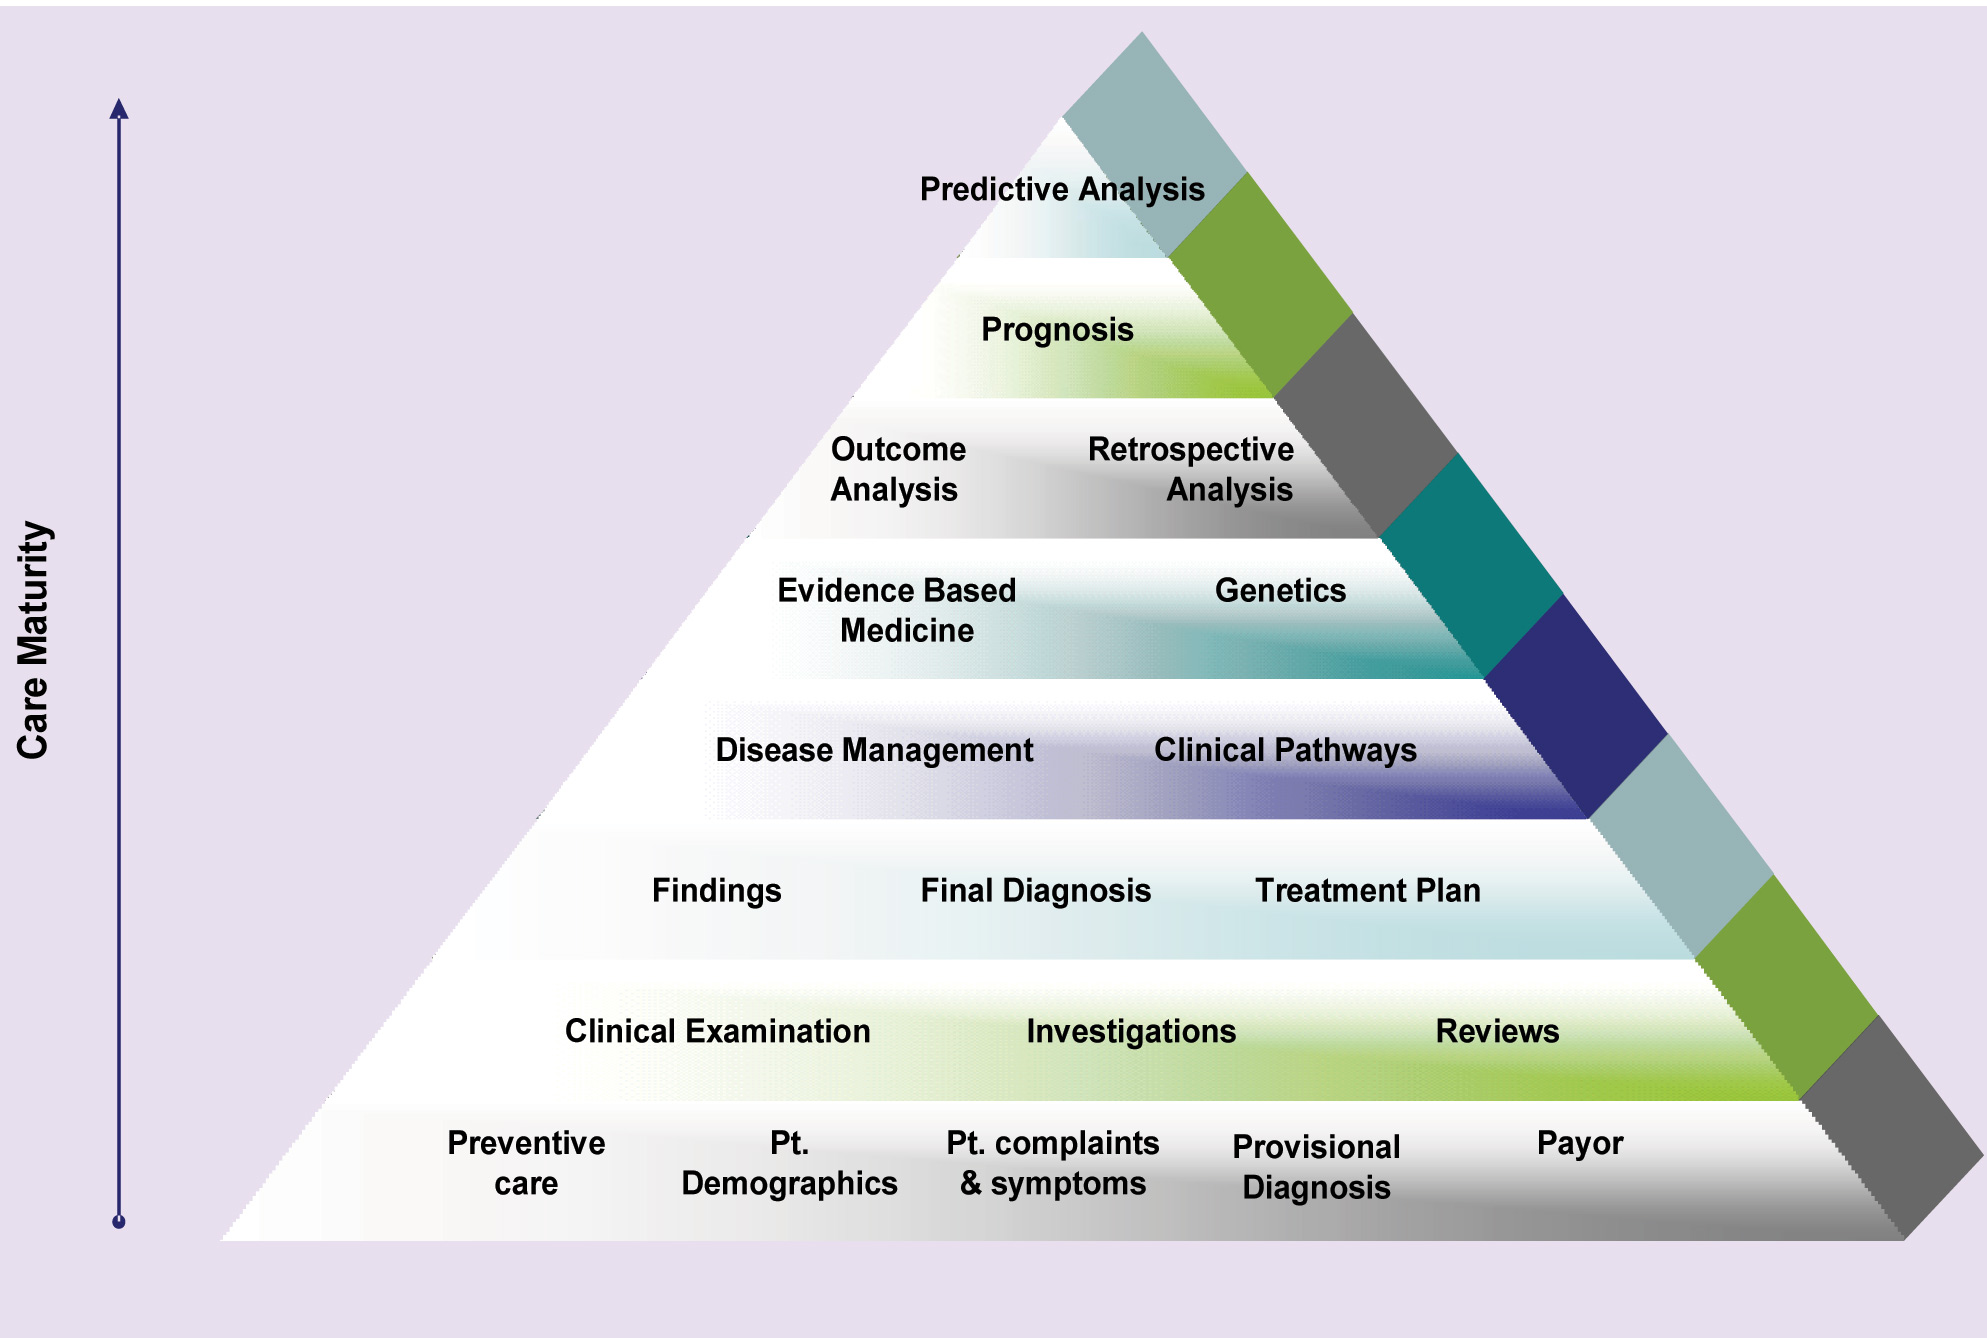 Care Maturity
Predictive Analysis
Prognosis
Outcome
Analysis
Retrospective
Analysis
Evidence Based
Medicine
Genetics
Disease Management
Clinical Pathways
Findings
Final Diagnosis
Treatment Plan
Clinical Examination
Investigations
Reviews
Preventive
care
Pt.
Demographics
Pt. complaints
& symptoms
Provisional
Diagnosis
Payor